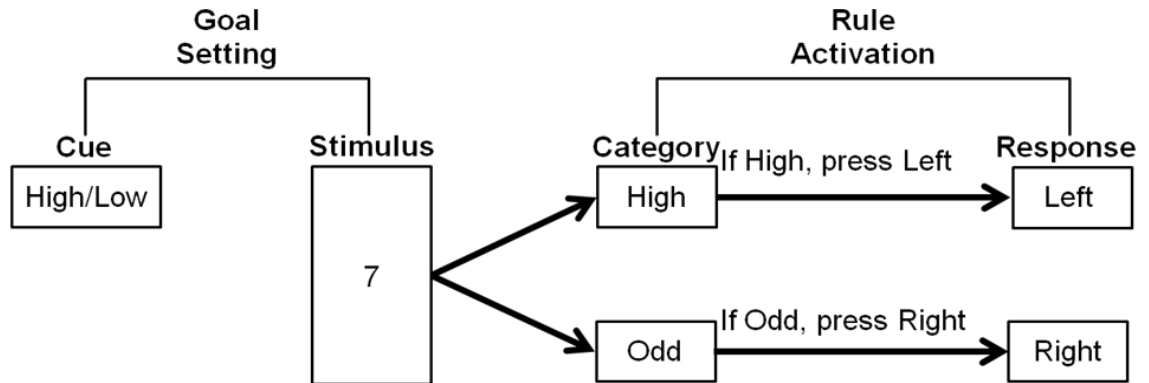 Goal
Setting
Rule
Activation
Cue
Stimulus
Category
Response
High/Low
7
High
If High, press Left
Left
Odd
If Odd, press Right
Right